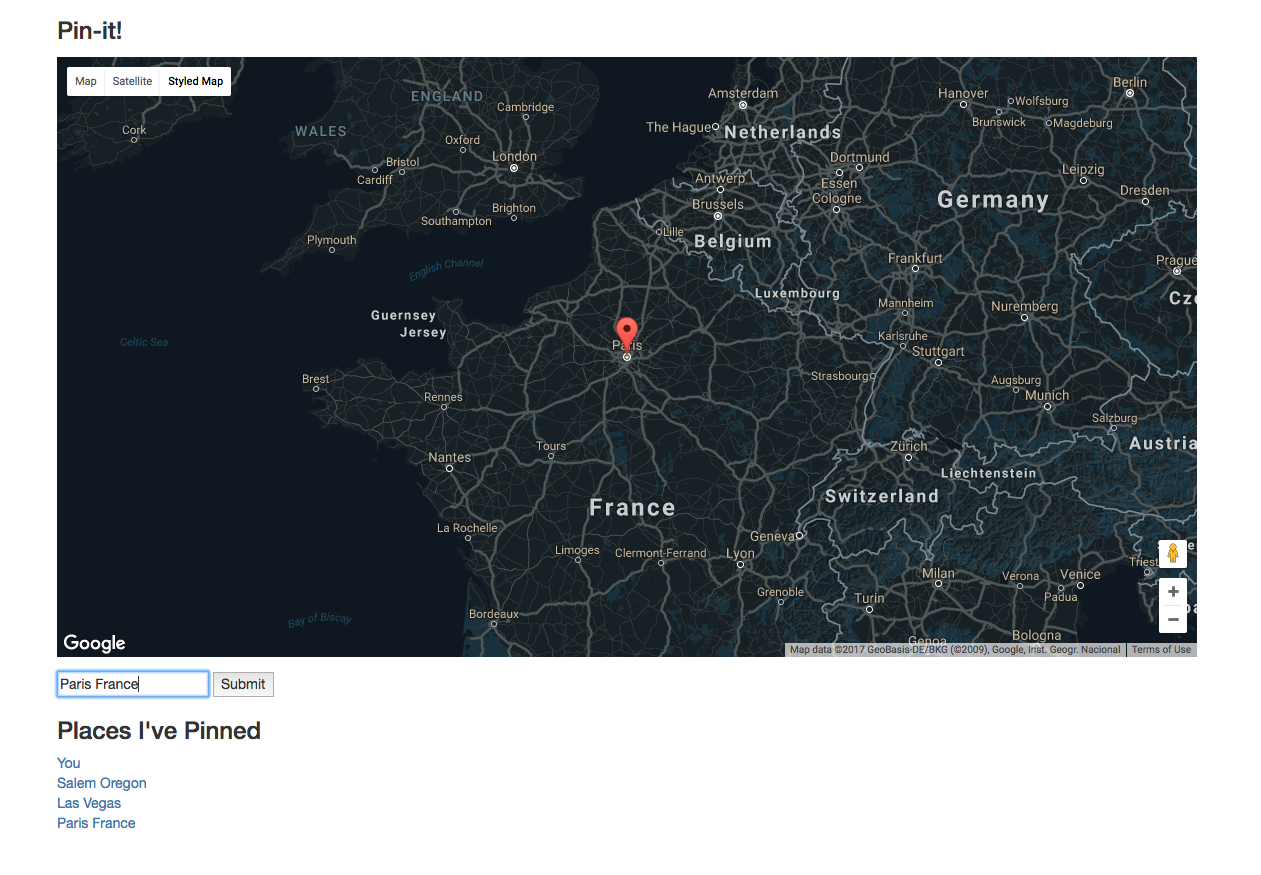 Pin-it!
Map Satellite Styled Map
ENGLAND
Cambridge
Cork
WALES
Oxford
London
Bristol
Cardiff
Brighton
Southampton
Plymouth
English Channel
Guernsey
Jersey
Celtic Sea
Amsterdam
The Hague
Netherlands
Hanover
Wolfsburg
Berlin
Brunswick
Magdeburg
Dortmund
Essen
Cologne
Leipzig
Dresden
Antwerp
Brussels
Germany
Lille
Belgium
Frankfurt
Prague
Luxembourg
Mannheim
Nuremberg
Cze
Karlsruhe
Stuttgart
Paris
Strasbourg
Augsburg
Munich
Salzburg
Brest
Rennes
Tours
Nantes
Zürich
Austria
Liechtenstein
Switzerland
France
La Rochelle
Limoges
Clermont-Ferrand
Lyon
Geneva
Grenoble
Milan
Verona
Venice
Padua
Triest
Turin
Bordeaux
Bay of Biscay
Genoa
Bologna
Google
Map data ©2017 GeoBasis-DE/BKG (©2009), Google, Inst. Geogr. Nacional Terms of Use
Paris France Submit
Places I've Pinned
You
Salem Oregon
Las Vegas
Paris France